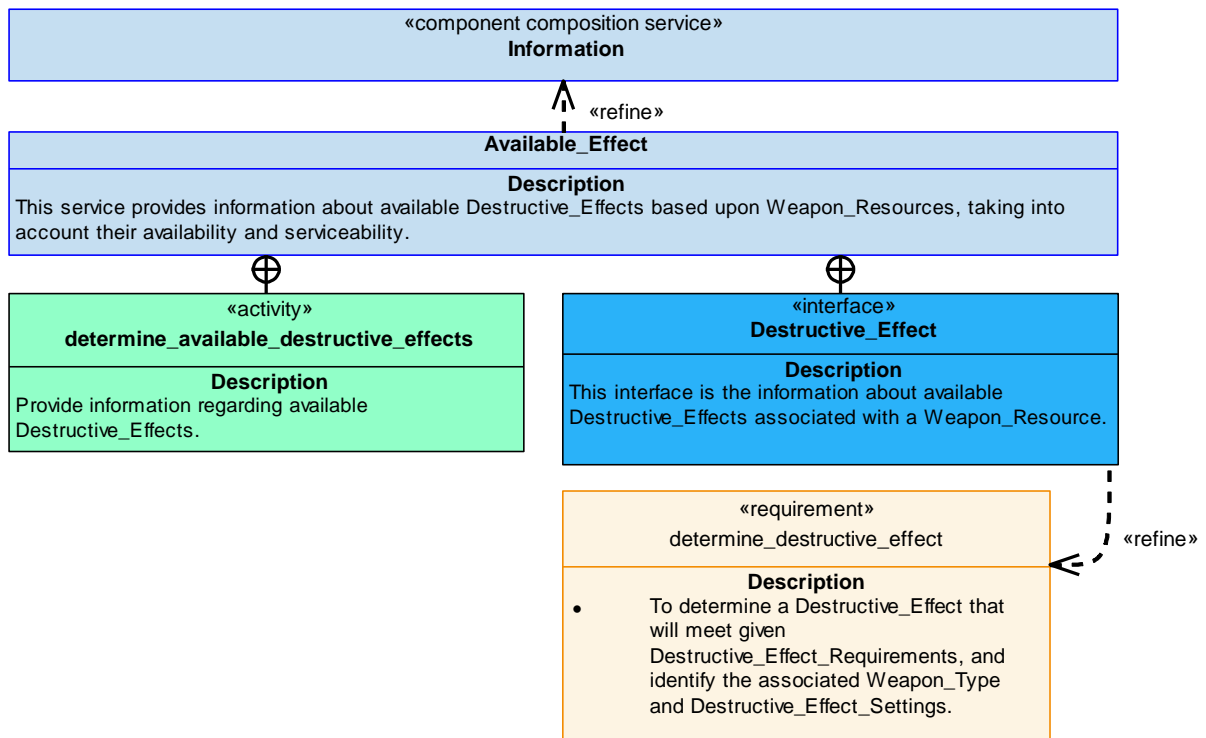 «component composition service»
Information
«refine»
Available_Effect
Description
This service provides information about available Destructive_Effects based upon Weapon_Resources, taking into
account their availability and serviceability.
«activity»
determine_available_destructive_effects
Description
Provide information regarding available
Destructive_Effects.
«interface»
Destructive_Effect
Description
This interface is the information about available
Destructive_Effects associated with a Weapon_Resource.
«refine»
«requirement»
determine_destructive_effect
Description
• To determine a Destructive_Effect that
will meet given
Destructive_Effect_Requirements, and
identify the associated Weapon_Type
and Destructive_Effect_Settings.